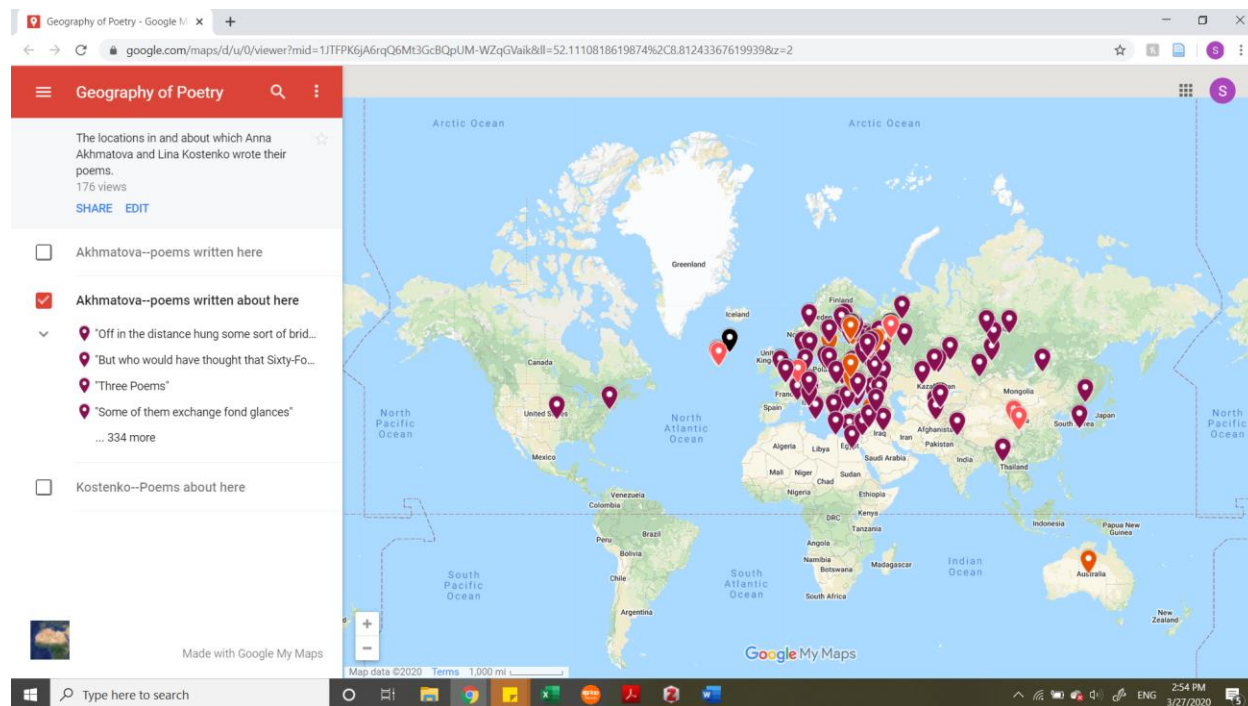 Geography of Poetry - Google M
google.com/maps/d/u/0/viewer?mid=1JTFPK6jA6rqQ6Mt3GcBQpUM-WZqGVaik&ll=52.1110818619874%2C8.812433676199​39&z=2
S
Geography of Poetry
S
The locations in and about which Anna
Akhmatova and Lina Kostenko wrote their
poems.
176 views
SHARE EDIT
Akhmatova--poems written here
Akhmatova--poems written about here
"Off in the distance hung some sort of brid...
"But who would have thought that Sixty-Fo...
"Three Poems"
"Some of them exchange fond glances"
... 334 more
Kostenko--Poems about here
Made with Google My Maps
Arctic Ocean
Arctic Ocean
Greenland
Finland
Iceland
Canada
Mongolia
North
Pacific
Ocean
North
Atlantic
Ocean
Spain
Japan
North
Pacific
Ocean
Afghanistan
Iraq
Iran
Pakistan
Algeria
Libya
Saudi Arabia
India
Mexico
Mali
Niger
Chad
Sudan
Thailand
Nigeria
Ethiopia
Venezuela
Colombia
DRC
Kenya
Tanzania
Indonesia
Papua New
Guinea
Peru
Brazil
Bolivia
Angola
Namibia
Botswana
Madagascar
Indian
Ocean
Australia
South
Pacific
Ocean
Chile
South
Atlantic
Ocean
South Africa
Argentina
New
Zealand
Google My Maps
Map data ©2020 Terms 1,000 mi
Type here to search
ENG
2:54 PM
3/27/2020